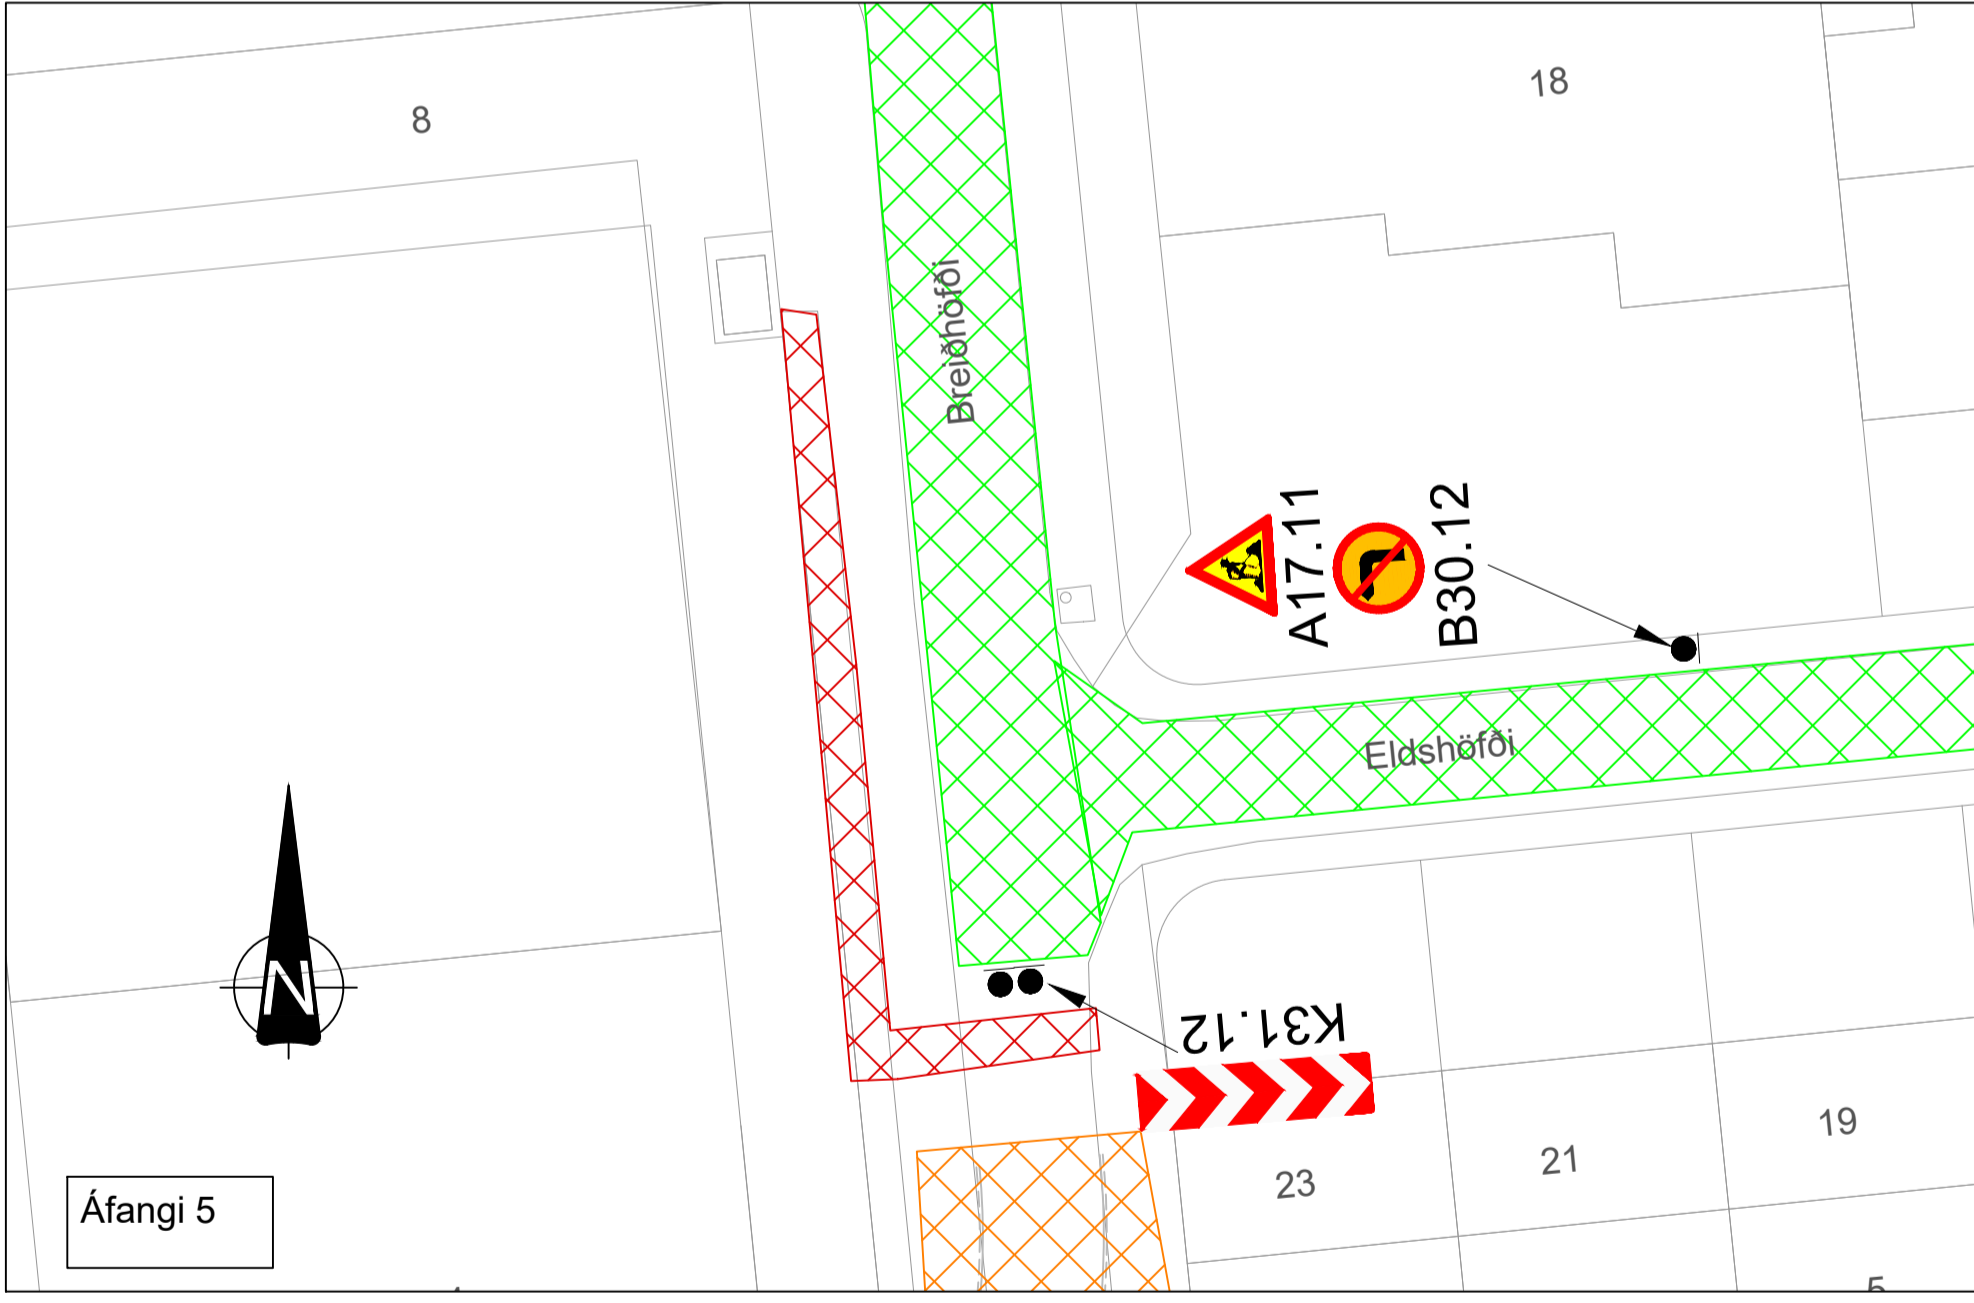 18
8
Breiðhöfði
A17.11
B30.12
Eldshöfði
N
K31.12
19
21
23
Áfangi 5